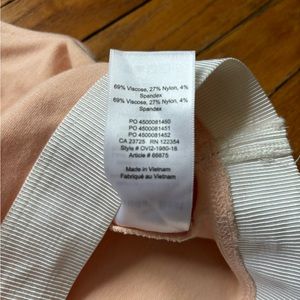 69% Viscose, 27% Nylon, 4%
Spandex
69% Viscose, 27% Nylon, 4%
Spandex
PO 4500081450
PO 4500081451
PO 4500081452
CA 23725 RN 122354
Style # OVI2-1980-18
Article # 66675
Made in Vietnam
Fabriqué au Vietnam